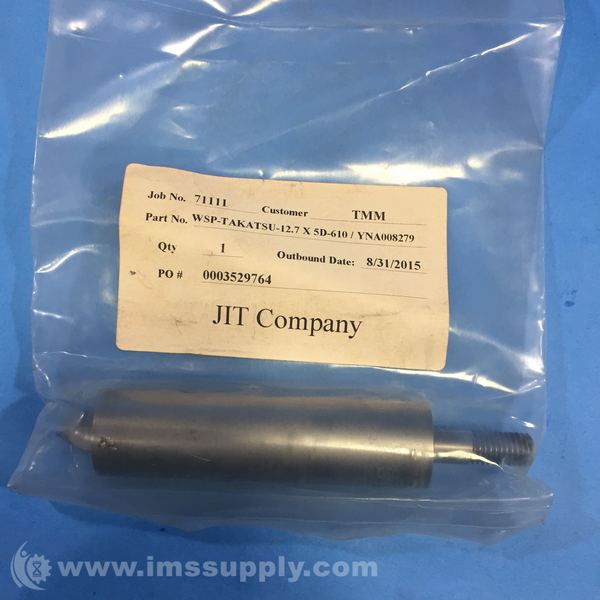 Job No. 71111 Customer TMM
Part No. WSP-TAKATSU-12.7 X 5D-610 / YNA008279
Qty 1 Outbound Date: 8/31/2015
PO # 0003529764
JIT Company
www.imssupply.com